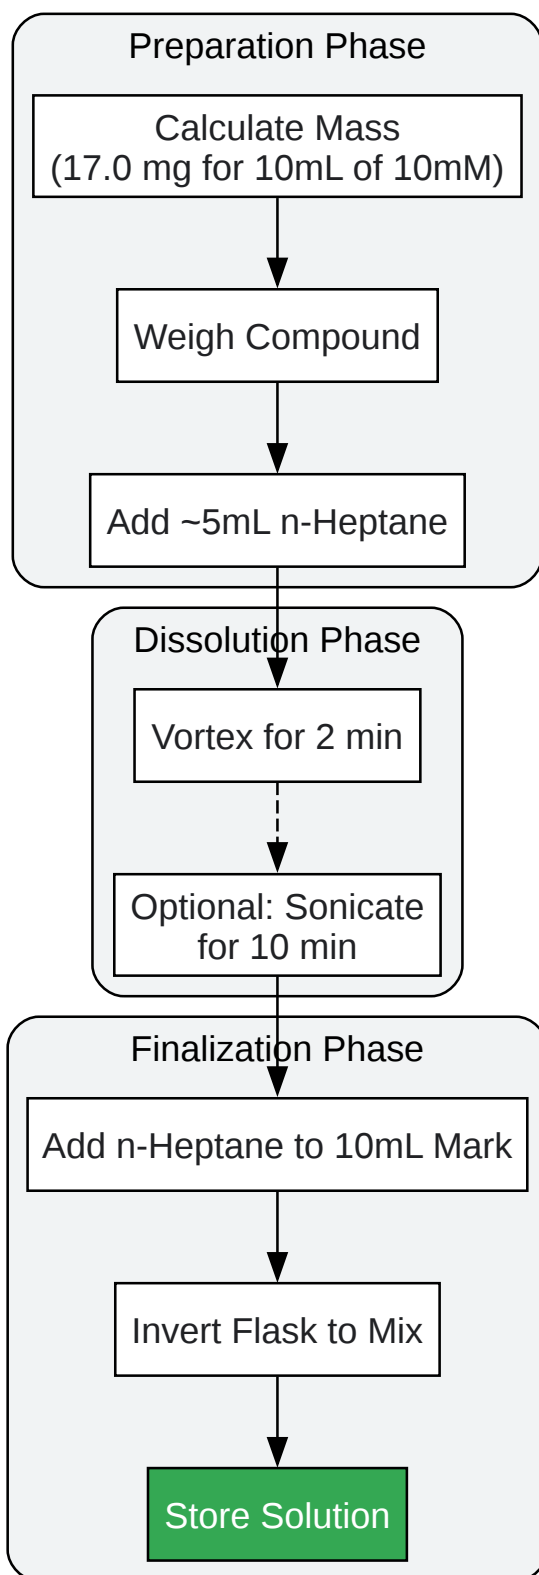 Preparation Phase
Calculate Mass
(17.0 mg for 10mL of 10mM)
Weigh Compound
Add ~5mL n-Heptane
Dissolution Phase
Vortex for 2 min
Optional: Sonicate
for 10 min
Finalization Phase
Add n-Heptane to 10mL Mark
Invert Flask to Mix
Store Solution